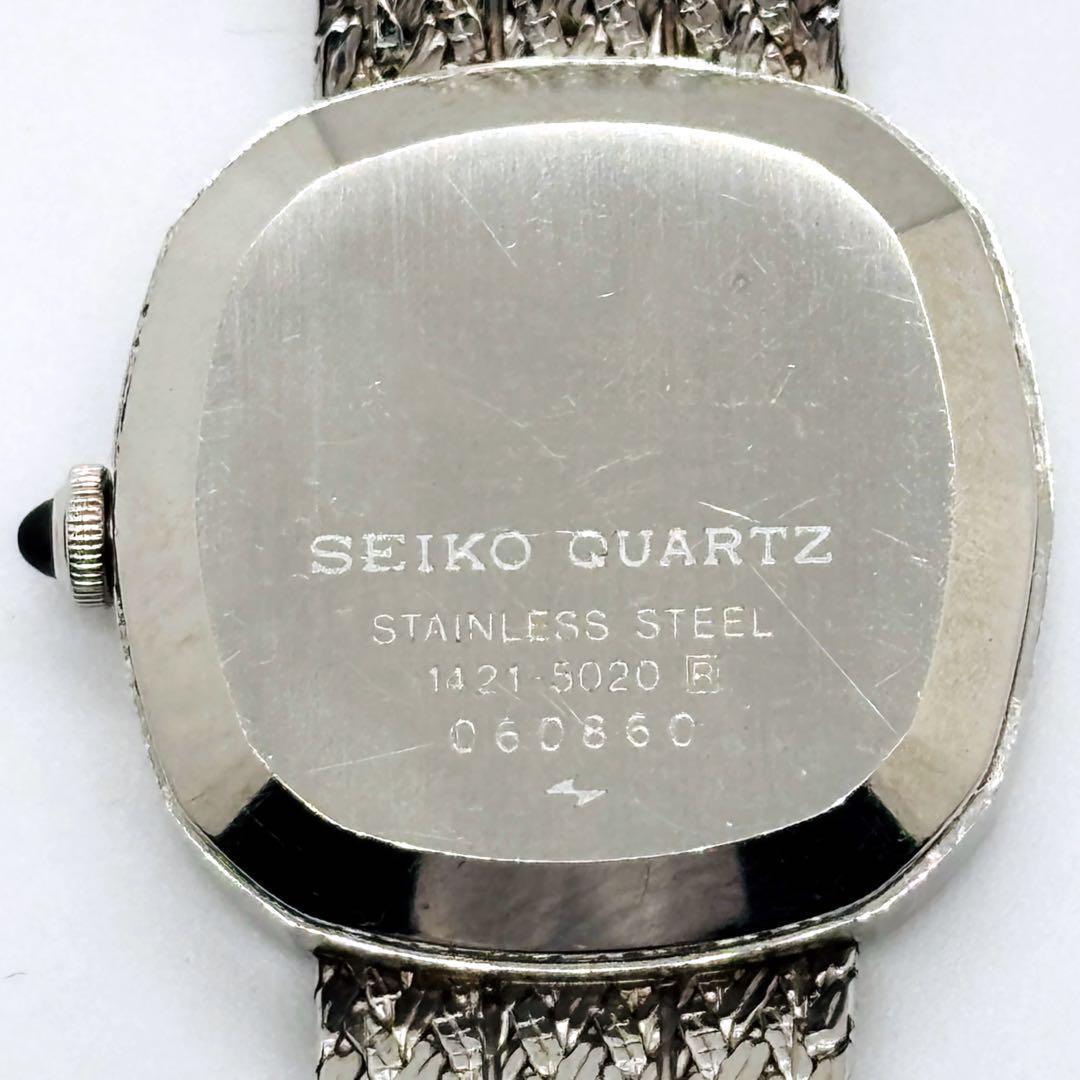 SEIKO QUARTZ
STAINLESS STEEL
1421-5020 R
060860